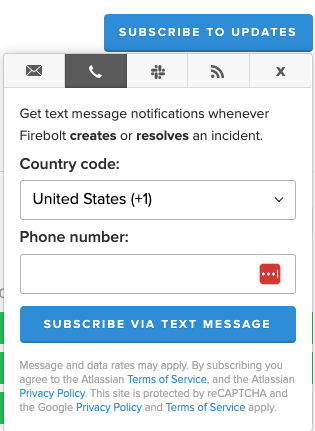 SUBSCRIBE TO UPDATES
x
Get text message notifications whenever
Firebolt creates or resolves an incident.
Country code:
United States (+1)
Phone number:
SUBSCRIBE VIA TEXT MESSAGE
Message and data rates may apply. By subscribing you
agree to the Atlassian Terms of Service, and the Atlassian
Privacy Policy. This site is protected by reCAPTCHA and
the Google Privacy Policy and Terms of Service apply.